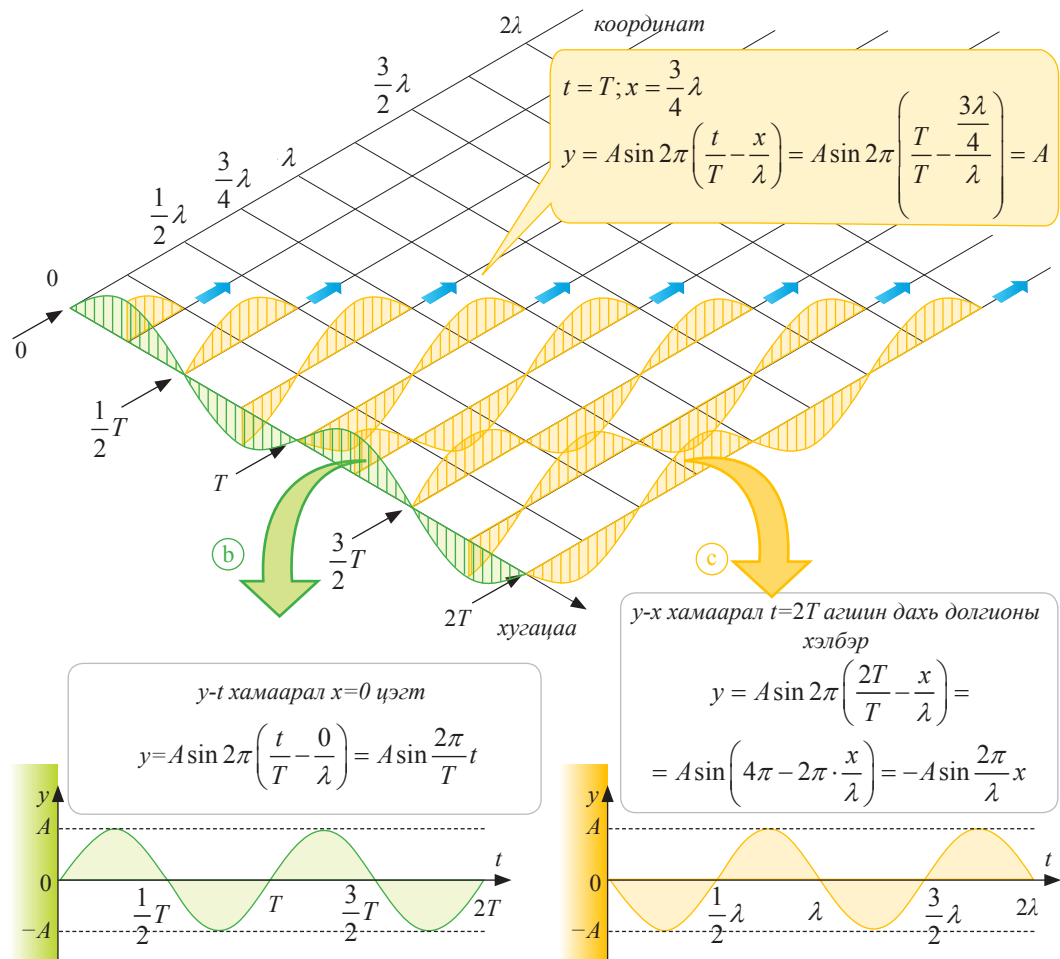 2λ
координат
3/2 λ
λ
3/4 λ
1/2 λ
0
t = T; x = 3/4 λ
y = A sin 2π (t/T − x/λ) = A sin 2π (T/T − (3λ/4)/λ) = A
0
1/2 T
T
3/2 T
2T
хугацаа
b
c
y-t хамаарал x=0 цэгт
y=A sin 2π (t/T − 0/λ) = A sin 2π/T t
y-x хамаарал t=2T агшин дахь долгионы
хэлбэр
y = A sin 2π (2T/T − x/λ) =
= A sin (4π − 2π · x/λ) = −A sin 2π/λ x
y
A
0
−A
1/2 T
T
3/2 T
2T
t
y
A
0
−A
1/2 λ
λ
3/2 λ
2λ
t